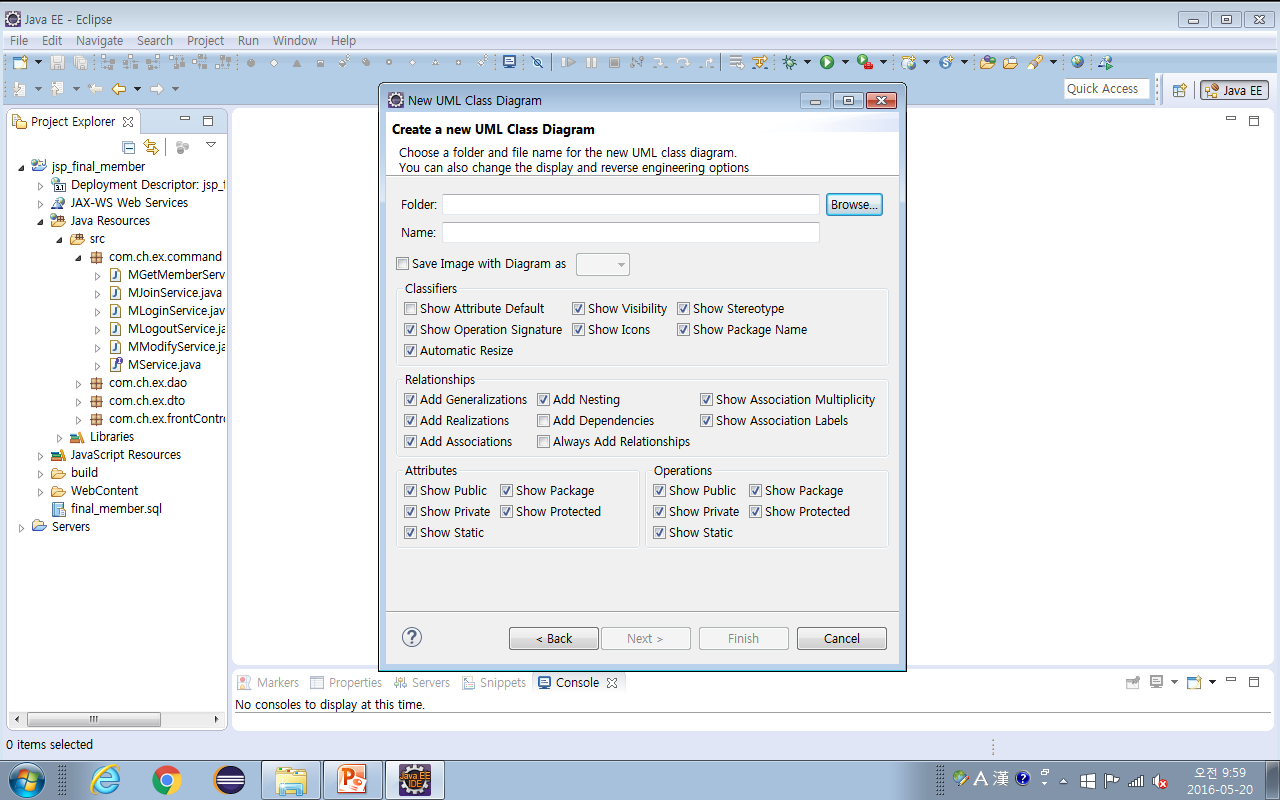 Java EE - Eclipse
File Edit Navigate Search Project Run Window Help
Quick Access
Java EE
Project Explorer
jsp_final_member
Deployment Descriptor: jsp_f
JAX-WS Web Services
Java Resources
src
com.ch.ex.command
MGetMemberServ
MJoinService.java
MLoginService.jav
MLogoutService.ja
MModifyService.ja
MService.java
com.ch.ex.dao
com.ch.ex.dto
com.ch.ex.frontContro
Libraries
JavaScript Resources
build
WebContent
final_member.sql
Servers
New UML Class Diagram
Create a new UML Class Diagram
Choose a folder and file name for the new UML class diagram.
You can also change the display and reverse engineering options
Folder: Browse...
Name:
Save Image with Diagram as
Classifiers
Show Attribute Default Show Visibility Show Stereotype
Show Operation Signature Show Icons Show Package Name
Automatic Resize
Relationships
Add Generalizations Add Nesting Show Association Multiplicity
Add Realizations Add Dependencies Show Association Labels
Add Associations Always Add Relationships
Attributes Operations
Show Public Show Package Show Public Show Package
Show Private Show Protected Show Private Show Protected
Show Static Show Static
< Back Next > Finish Cancel
Markers Properties Servers Snippets Console
No consoles to display at this time.
0 items selected
Java EE
IDE
A 漢
오전 9:59
2016-05-20